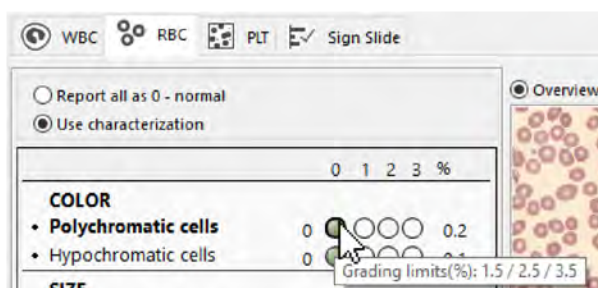 WBC RBC PLT Sign Slide
Report all as 0 - normal
Overview
Use characterization
0 1 2 3 %
COLOR
• Polychromatic cells 0 0.2
• Hypochromatic cells 0
Grading limits(%): 1.5 / 2.5 / 3.5